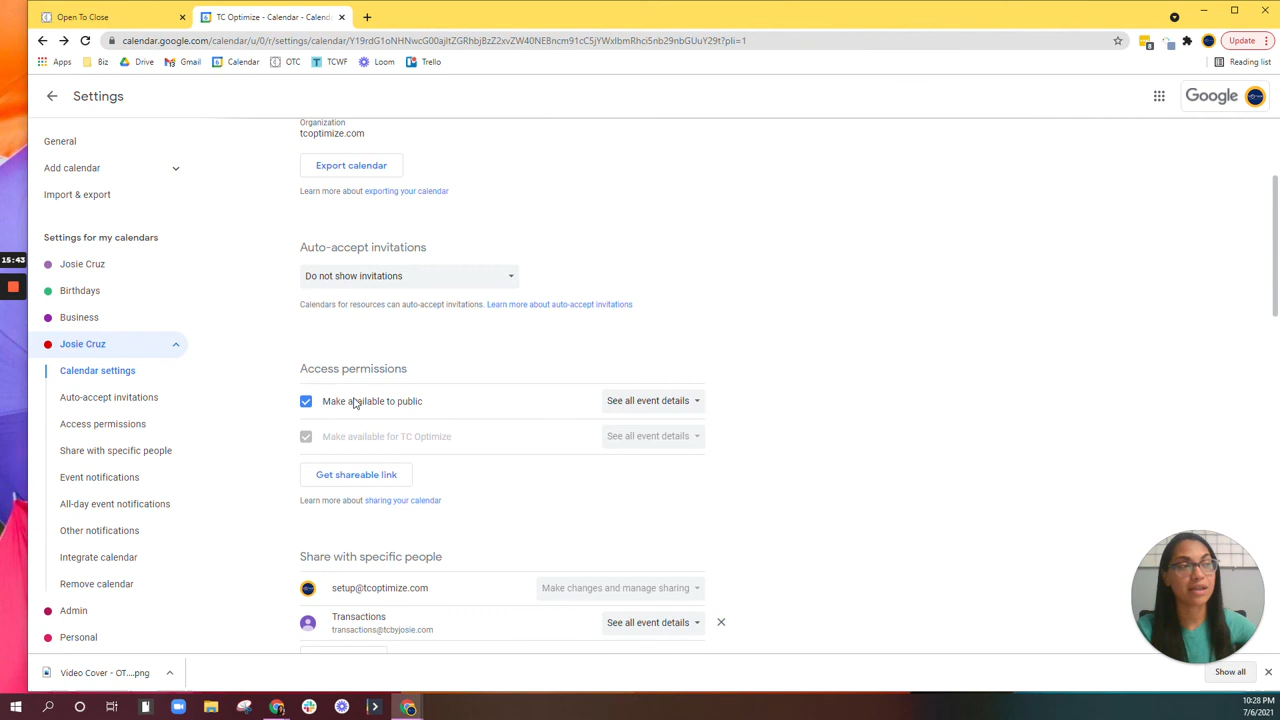 Open To Close
TC Optimize - Calendar - Calend
calendar.google.com/calendar/u/0/r/settings/calendar/Y19rdG1oNHNwcG00ajltZGRhbjBzZ2xvZW40NEBncm91cC5jYWxlbmRhci5nb29nbGUuY29t?pli=1
Update
Apps
Biz
Drive
Gmail
Calendar
OTC
TCWF
Loom
Trello
Reading list
Settings
Google
Organization
tcoptimize.com
General
Add calendar
Export calendar
Import & export
Learn more about exporting your calendar
Settings for my calendars
Auto-accept invitations
15:43
Josie Cruz
Do not show invitations
Birthdays
Calendars for resources can auto-accept invitations. Learn more about auto-accept invitations
Business
Josie Cruz
Calendar settings
Access permissions
Auto-accept invitations
Make available to public
See all event details
Access permissions
Make available for TC Optimize
See all event details
Share with specific people
Get shareable link
Event notifications
Learn more about sharing your calendar
All-day event notifications
Other notifications
Integrate calendar
Share with specific people
Remove calendar
setup@tcoptimize.com
Make changes and manage sharing
Admin
Transactions
transactions@tcbyjosie.com
See all event details
Personal
Video Cover - OT....png
Show all
10:28 PM
7/6/2021